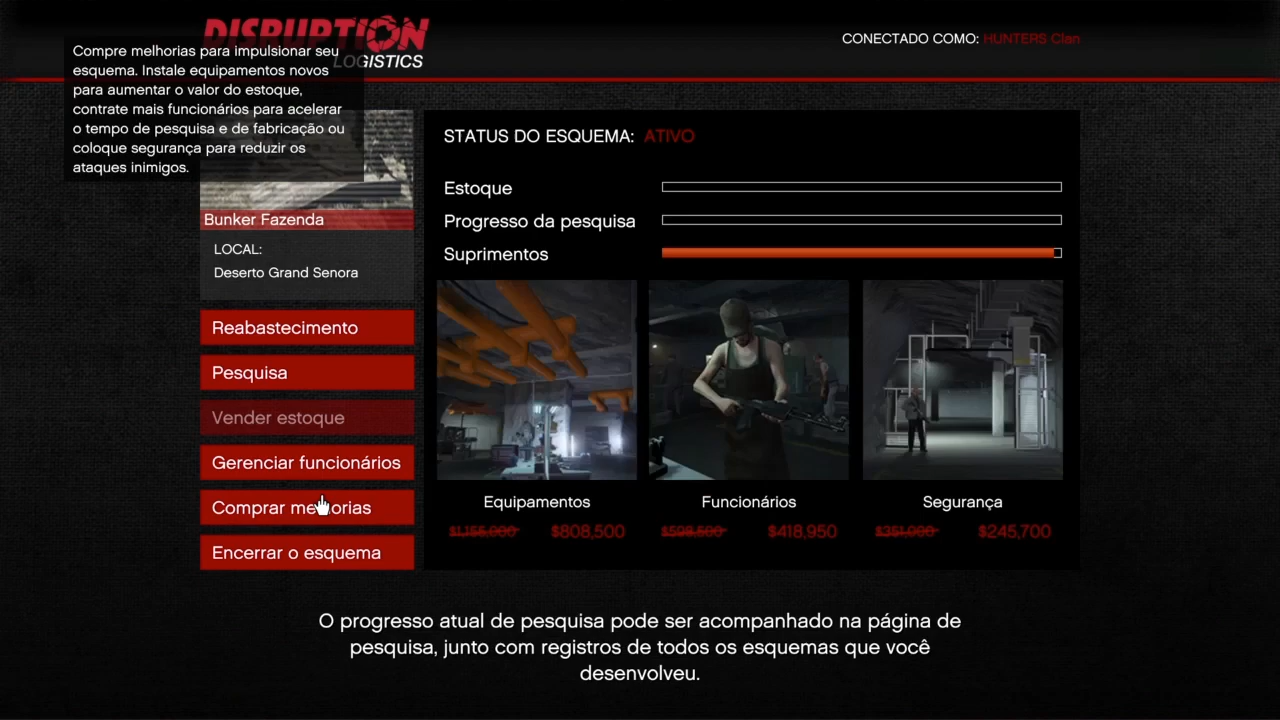 DISRUPTION
LOGISTICS
CONECTADO COMO: HUNTERS Clan
Compre melhorias para impulsionar seu
esquema. Instale equipamentos novos
para aumentar o valor do estoque,
contrate mais funcionários para acelerar
o tempo de pesquisa e de fabricação ou
coloque segurança para reduzir os
ataques inimigos.
Bunker Fazenda
LOCAL:
Deserto Grand Senora
Reabastecimento
Pesquisa
Vender estoque
Gerenciar funcionários
Comprar melhorias
Encerrar o esquema
STATUS DO ESQUEMA: ATIVO
Estoque
Progresso da pesquisa
Suprimentos
Equipamentos
$1,155,000 $808,500
Funcionários
$598,500 $418,950
Segurança
$351,000 $245,700
O progresso atual de pesquisa pode ser acompanhado na página de
pesquisa, junto com registros de todos os esquemas que você
desenvolveu.